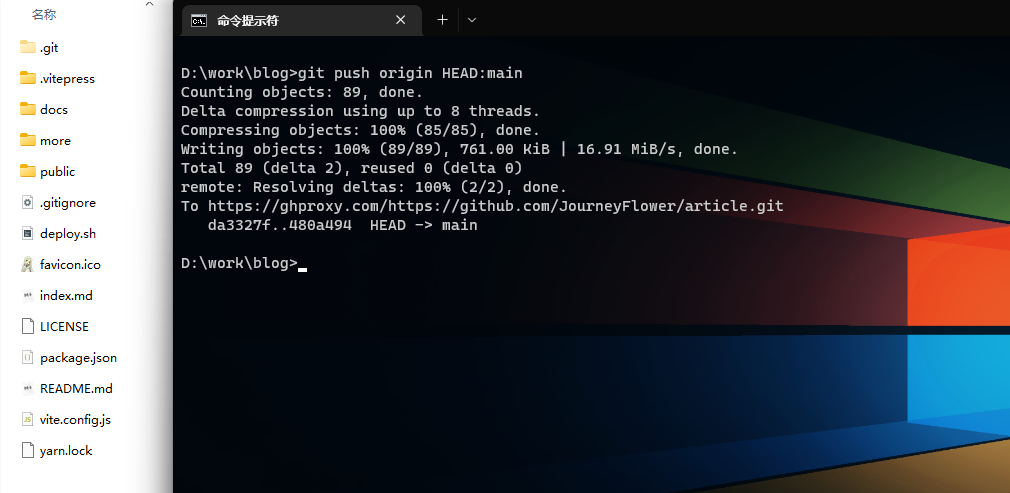 名称
.git
.vitepress
docs
more
public
.gitignore
deploy.sh
favicon.ico
index.md
LICENSE
package.json
README.md
vite.config.js
yarn.lock
命令提示符
D:\work\blog>git push origin HEAD:main
Counting objects: 89, done.
Delta compression using up to 8 threads.
Compressing objects: 100% (85/85), done.
Writing objects: 100% (89/89), 761.00 KiB | 16.91 MiB/s, done.
Total 89 (delta 2), reused 0 (delta 0)
remote: Resolving deltas: 100% (2/2), done.
To https://ghproxy.com/https://github.com/JourneyFlower/article.git
da3327f..480a494  HEAD -> main
D:\work\blog>